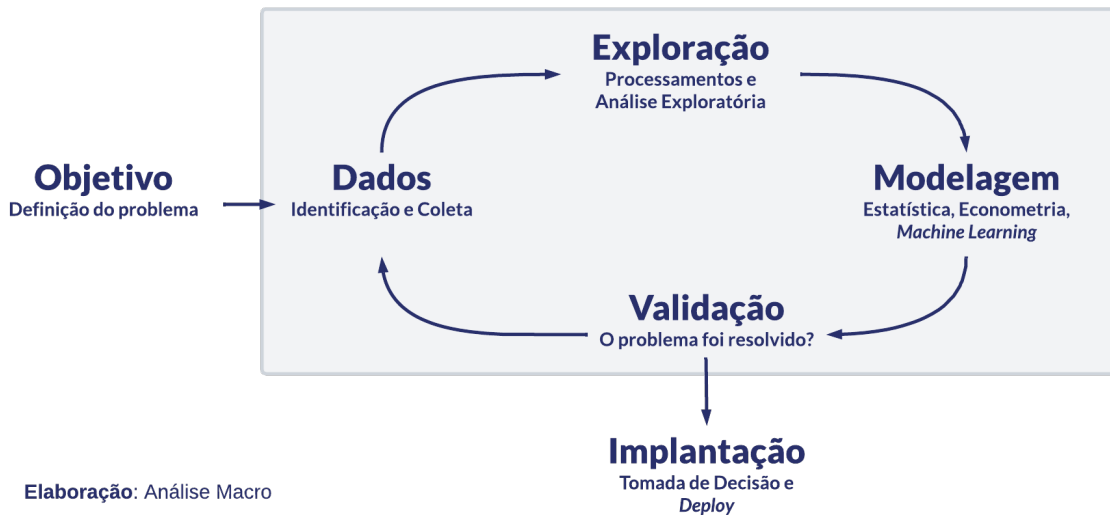 Exploração
Processamentos e
Análise Exploratória
Objetivo
Definição do problema
Dados
Identificação e Coleta
Modelagem
Estatística, Econometria,
Machine Learning
Validação
O problema foi resolvido?
Implantação
Tomada de Decisão e
Deploy
Elaboração: Análise Macro